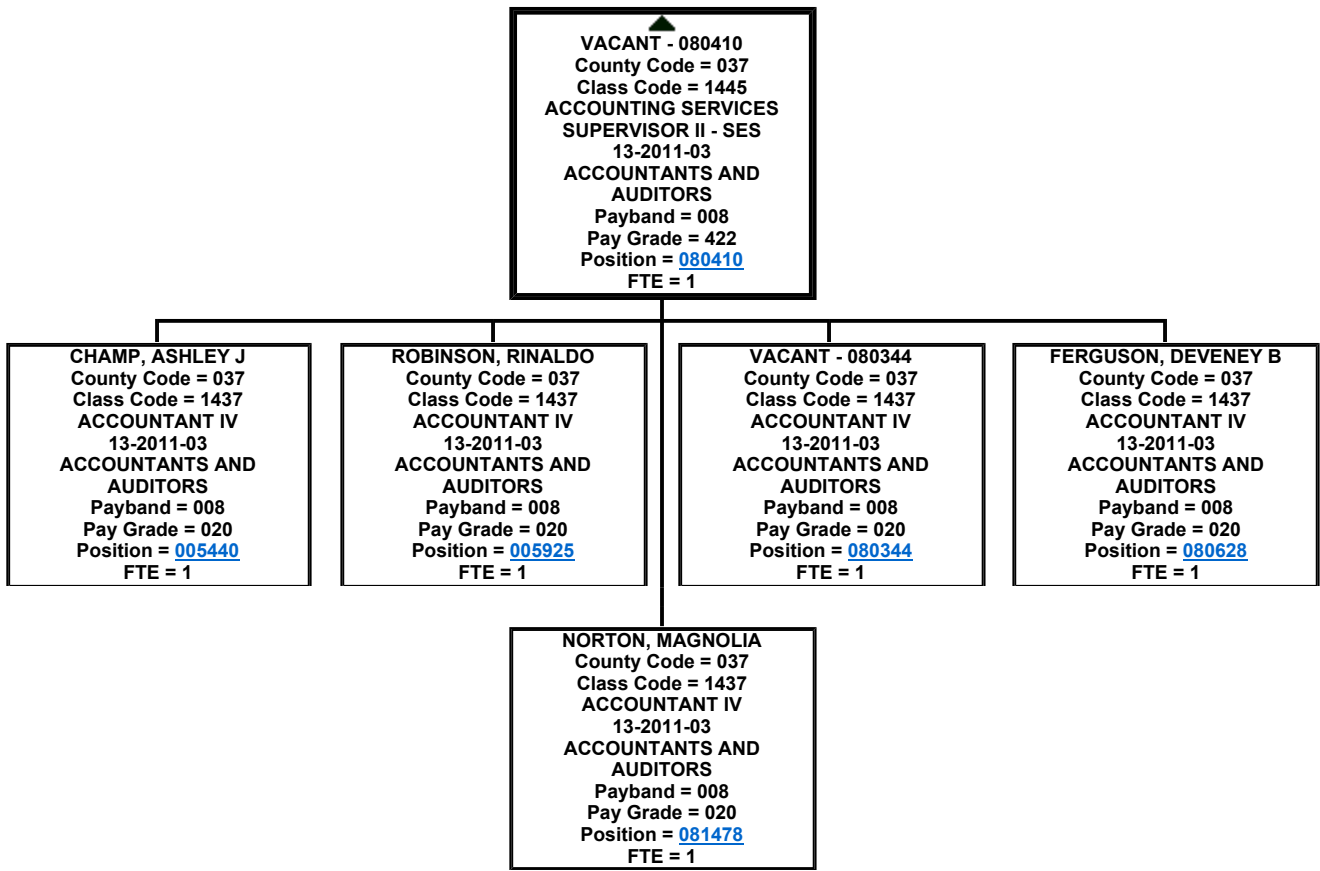 VACANT - 080410
County Code = 037
Class Code = 1445
ACCOUNTING SERVICES
SUPERVISOR II - SES
13-2011-03
ACCOUNTANTS AND
AUDITORS
Payband = 008
Pay Grade = 422
Position = 080410
FTE = 1
CHAMP, ASHLEY J
County Code = 037
Class Code = 1437
ACCOUNTANT IV
13-2011-03
ACCOUNTANTS AND
AUDITORS
Payband = 008
Pay Grade = 020
Position = 005440
FTE = 1
ROBINSON, RINALDO
County Code = 037
Class Code = 1437
ACCOUNTANT IV
13-2011-03
ACCOUNTANTS AND
AUDITORS
Payband = 008
Pay Grade = 020
Position = 005925
FTE = 1
VACANT - 080344
County Code = 037
Class Code = 1437
ACCOUNTANT IV
13-2011-03
ACCOUNTANTS AND
AUDITORS
Payband = 008
Pay Grade = 020
Position = 080344
FTE = 1
FERGUSON, DEVENEY B
County Code = 037
Class Code = 1437
ACCOUNTANT IV
13-2011-03
ACCOUNTANTS AND
AUDITORS
Payband = 008
Pay Grade = 020
Position = 080628
FTE = 1
NORTON, MAGNOLIA
County Code = 037
Class Code = 1437
ACCOUNTANT IV
13-2011-03
ACCOUNTANTS AND
AUDITORS
Payband = 008
Pay Grade = 020
Position = 081478
FTE = 1